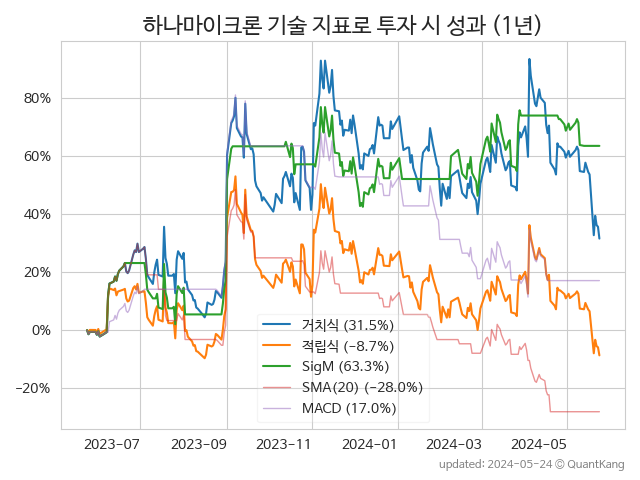 하나마이크론 기술 지표로 투자 시 성과 (1년)
80%
60%
40%
20%
0%
−20%
거치식 (31.5%)
적립식 (−8.7%)
SigM (63.3%)
SMA(20) (−28.0%)
MACD (17.0%)
2023-07
2023-09
2023-11
2024-01
2024-03
2024-05
updated: 2024-05-24 © QuantKang